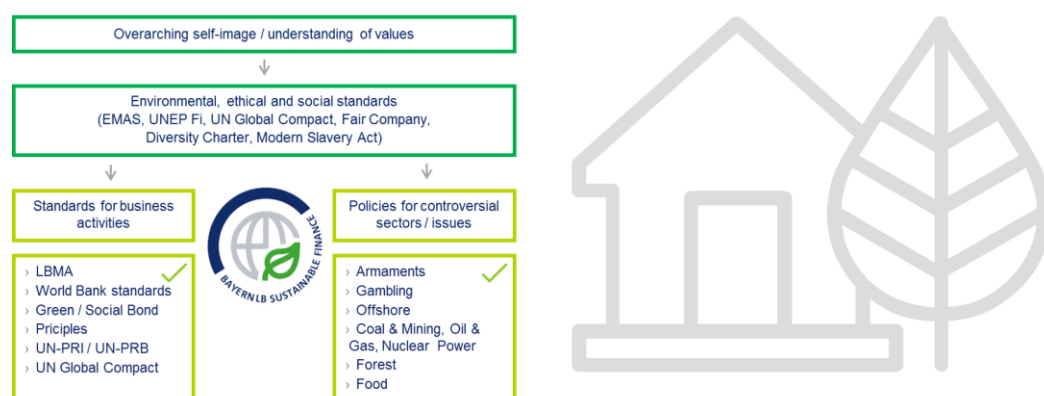 Overarching self-image / understanding of values
Environmental, ethical and social standards
(EMAS, UNEP Fi, UN Global Compact, Fair Company,
Diversity Charter, Modern Slavery Act)
Standards for business
activities
› LBMA
› World Bank standards
› Green / Social Bond
› Priciples
› UN-PRI / UN-PRB
› UN Global Compact
BAYERN LB SUSTAINABLE FINANCE
Policies for controversial
sectors / issues
› Armaments
› Gambling
› Offshore
› Coal & Mining, Oil &
Gas, Nuclear Power
› Forest
› Food